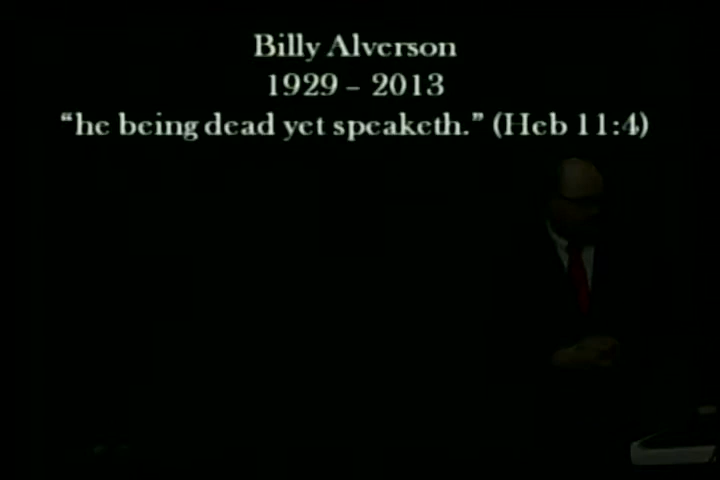 Billy Alverson
1929 – 2013
“he being dead yet speaketh.” (Heb 11:4)